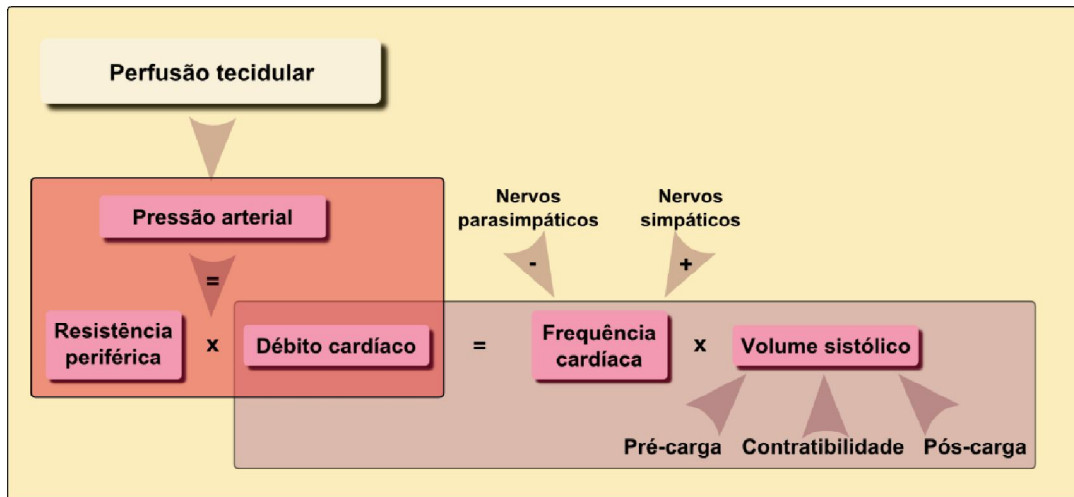 Perfusão tecidular
Pressão arterial
=
Resistência
periférica
x
Débito cardíaco
=
Nervos
parasimpáticos
-
Nervos
simpáticos
+
Frequência
cardíaca
x
Volume sistólico
Pré-carga
Contratibilidade
Pós-carga